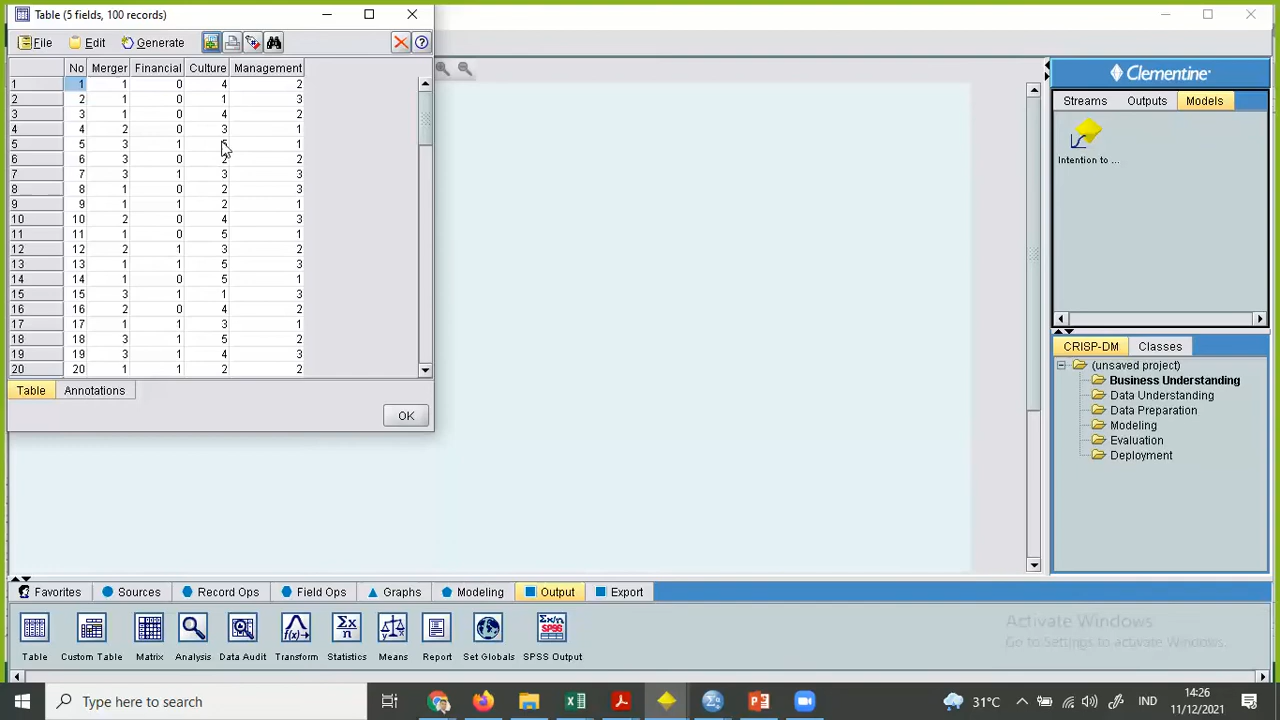 Table (5 fields, 100 records)
File Edit Generate
No Merger Financial Culture Management
1 1 1 0 4 2
2 2 1 0 1 3
3 3 1 0 4 2
4 4 2 0 3 1
5 5 3 1 1
6 6 3 0 2 2
7 7 3 1 3 3
8 8 1 0 2 3
9 9 1 1 2 1
10 10 2 0 4 3
11 11 1 0 5 1
12 12 2 1 3 2
13 13 1 1 5 3
14 14 1 0 5 1
15 15 3 1 1 3
16 16 2 0 4 2
17 17 1 1 3 1
18 18 3 1 5 2
19 19 3 1 4 3
20 20 1 1 2 2
Table Annotations
OK
Clementine
Streams Outputs Models
Intention to ...
CRISP-DM Classes
(unsaved project)
Business Understanding
Data Understanding
Data Preparation
Modeling
Evaluation
Deployment
Favorites Sources Record Ops Field Ops Graphs Modeling Output Export
Table Custom Table Matrix Analysis Data Audit Transform Statistics Means Report Set Globals SPSS Output
Activate Windows
Go to Settings to activate Windows.
Type here to search
31°C IND 14:26
11/12/2021